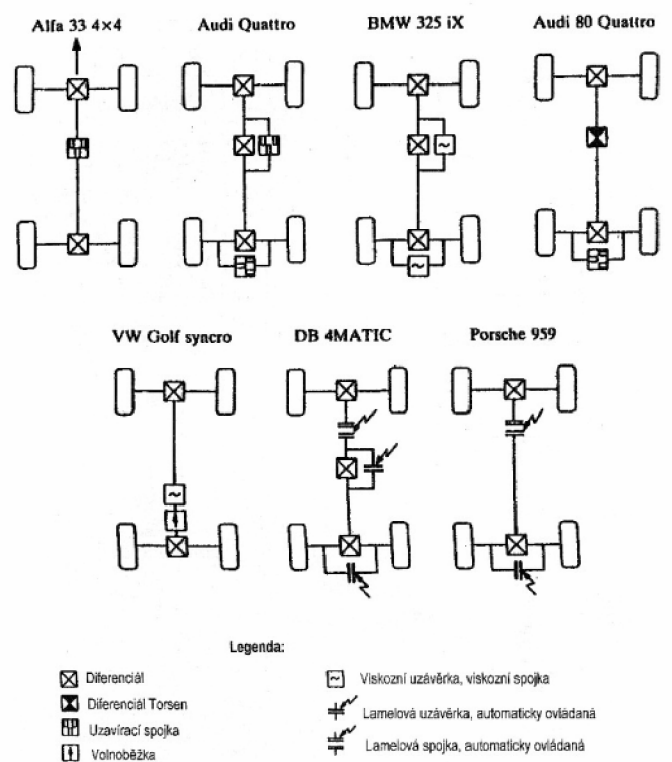 Alfa 33 4×4
Audi Quattro
BMW 325 iX
Audi 80 Quattro
VW Golf syncro
DB 4MATIC
Porsche 959
Legenda:
Diferenciál
Diferenciál Torsen
Uzavírací spojka
Volnoběžka
Viskozní uzávěrka, viskozní spojka
Lamelová uzávěrka, automaticky ovládaná
Lamelová spojka, automaticky ovládaná